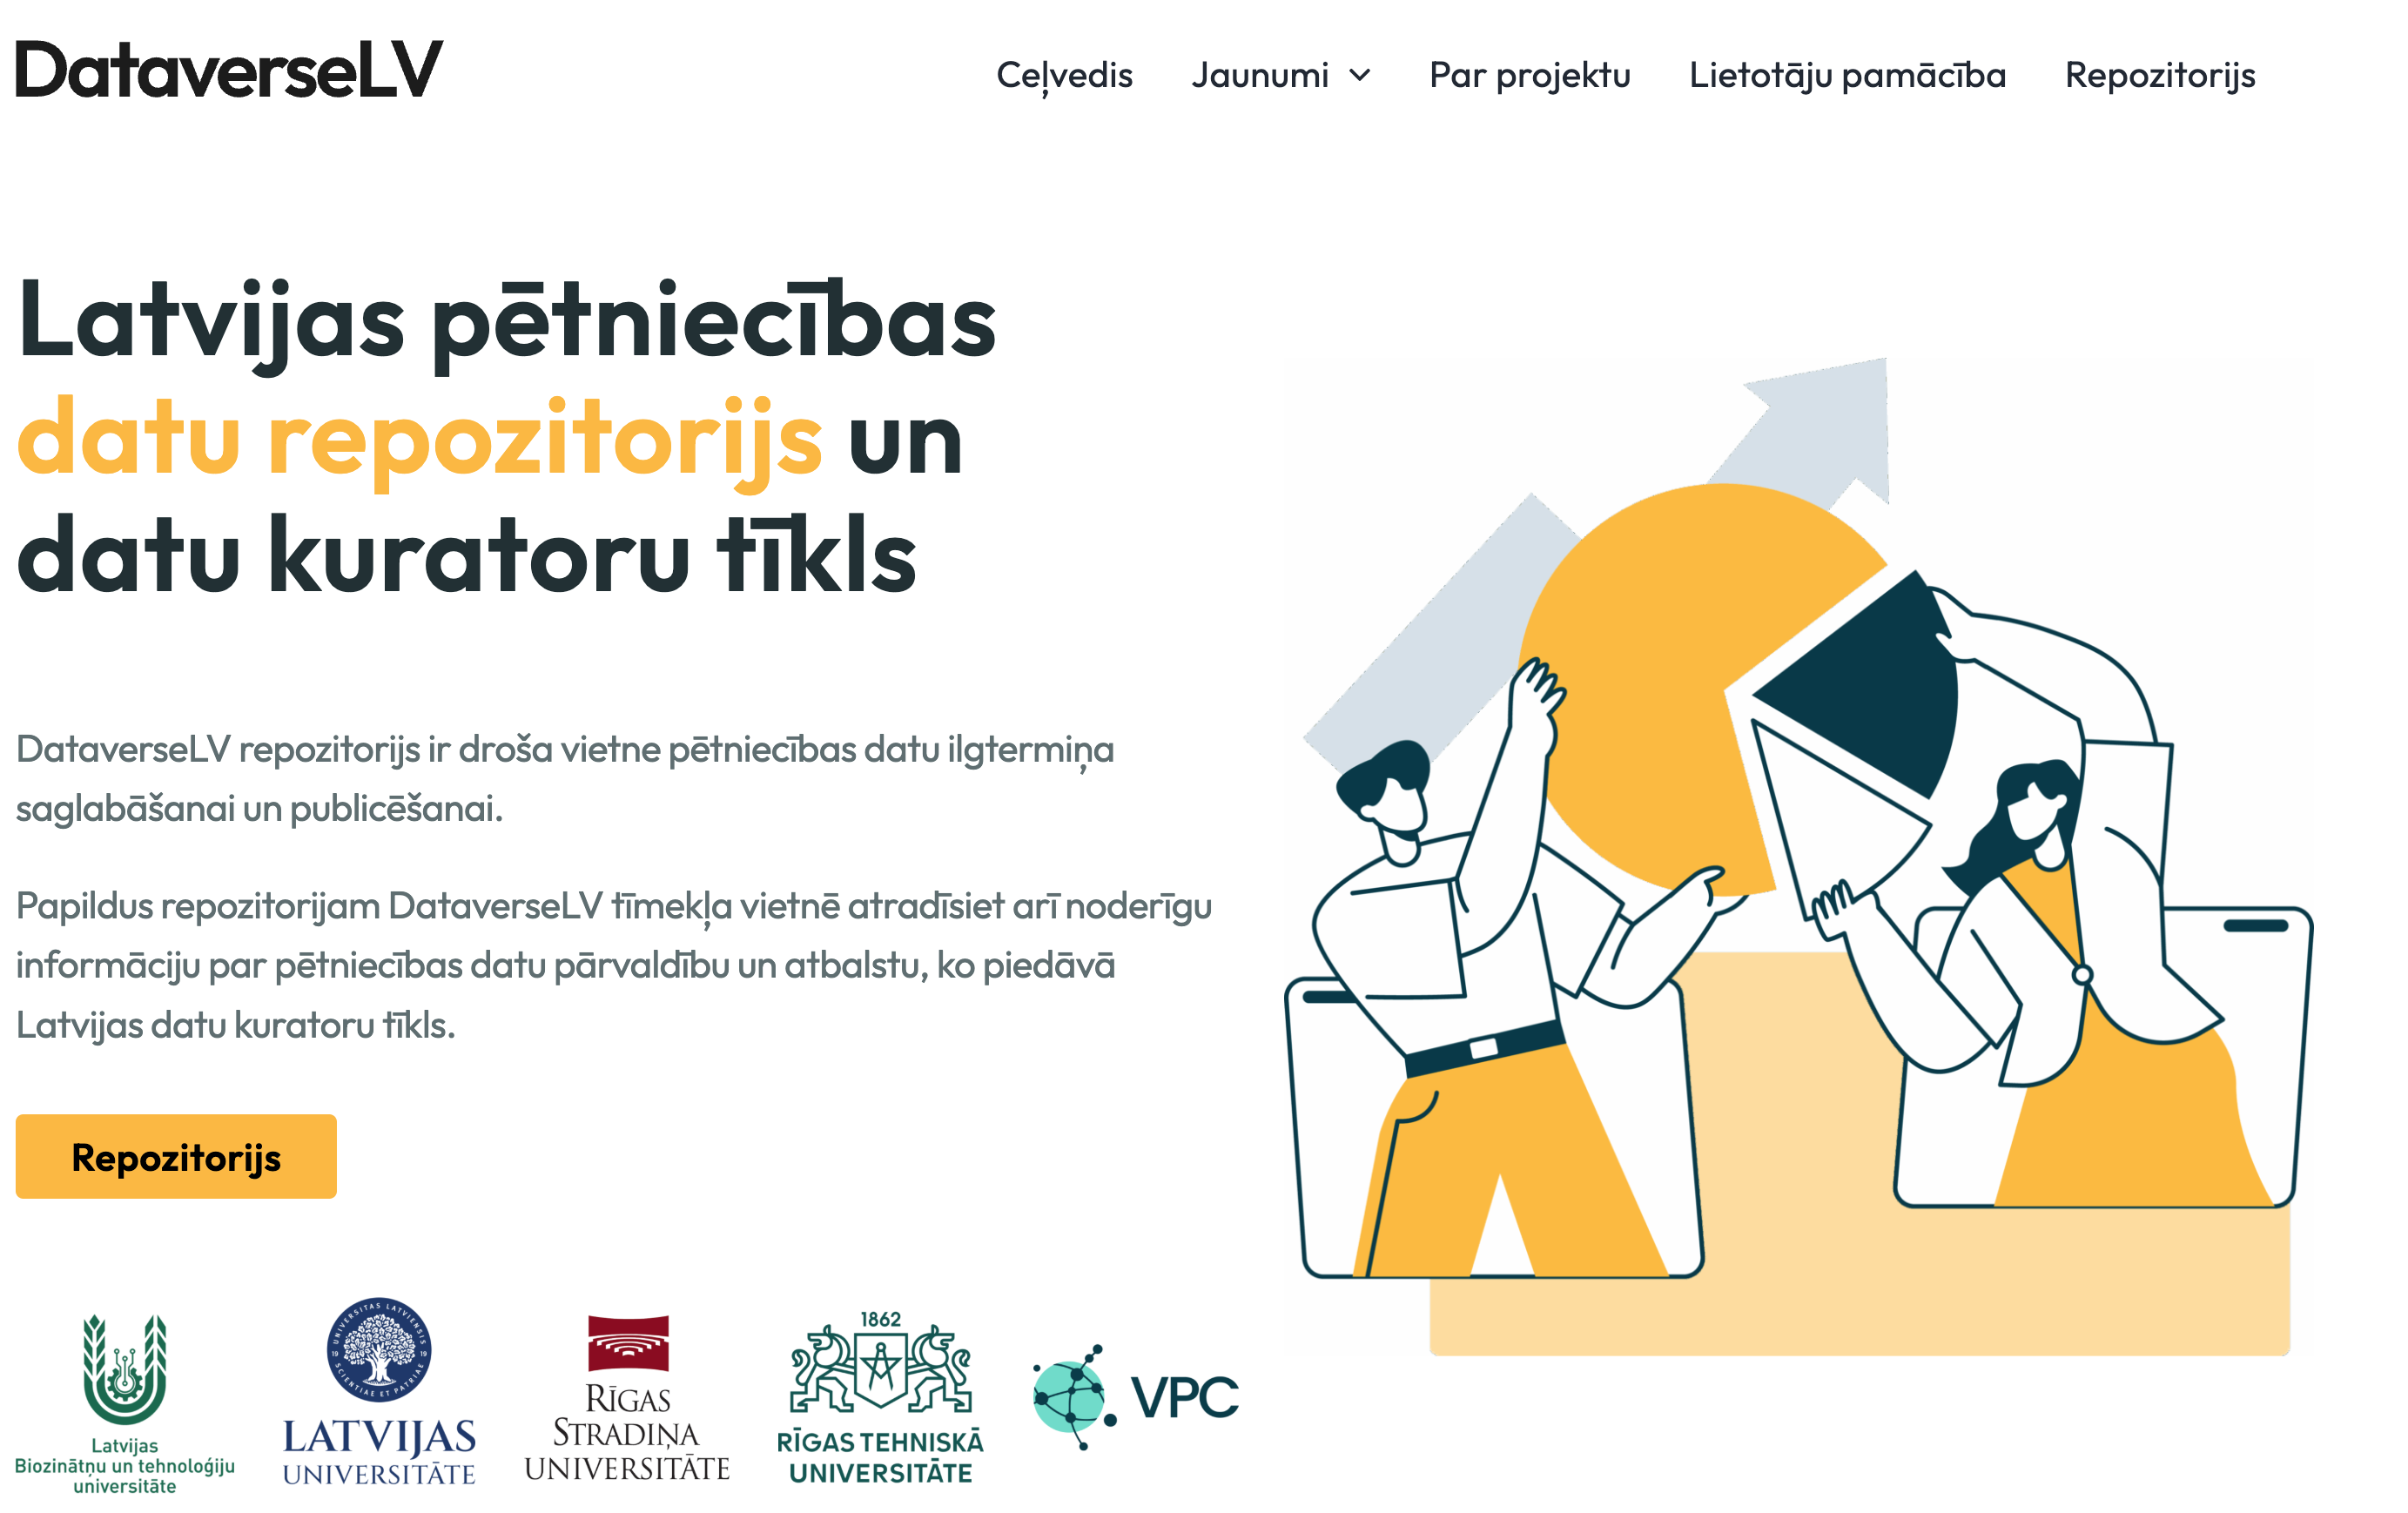 DataverseLV
Ceļvedis
Jaunumi
Par projektu
Lietotāju pamācība
Repozitorijs
Latvijas pētniecības
datu repozitorijs un
datu kuratoru tīkls
DataverseLV repozitorijs ir droša vietne pētniecības datu ilgtermiņa
saglabāšanai un publicēšanai.
Papildus repozitorijam DataverseLV tīmekļa vietnē atradīsiet arī noderīgu
informāciju par pētniecības datu pārvaldību un atbalstu, ko piedāvā
Latvijas datu kuratoru tīkls.
Repozitorijs
Latvijas
Biozinātņu un tehnoloģiju
universitāte
UNIVERSITAS LATVIENSIS
19 19
SCIENTIAE ET PATRIAE
LATVIJAS
UNIVERSITĀTE
RĪGAS
STRADIŅA
UNIVERSITĀTE
1862
RĪGAS TEHNISKĀ
UNIVERSITĀTE
VPC